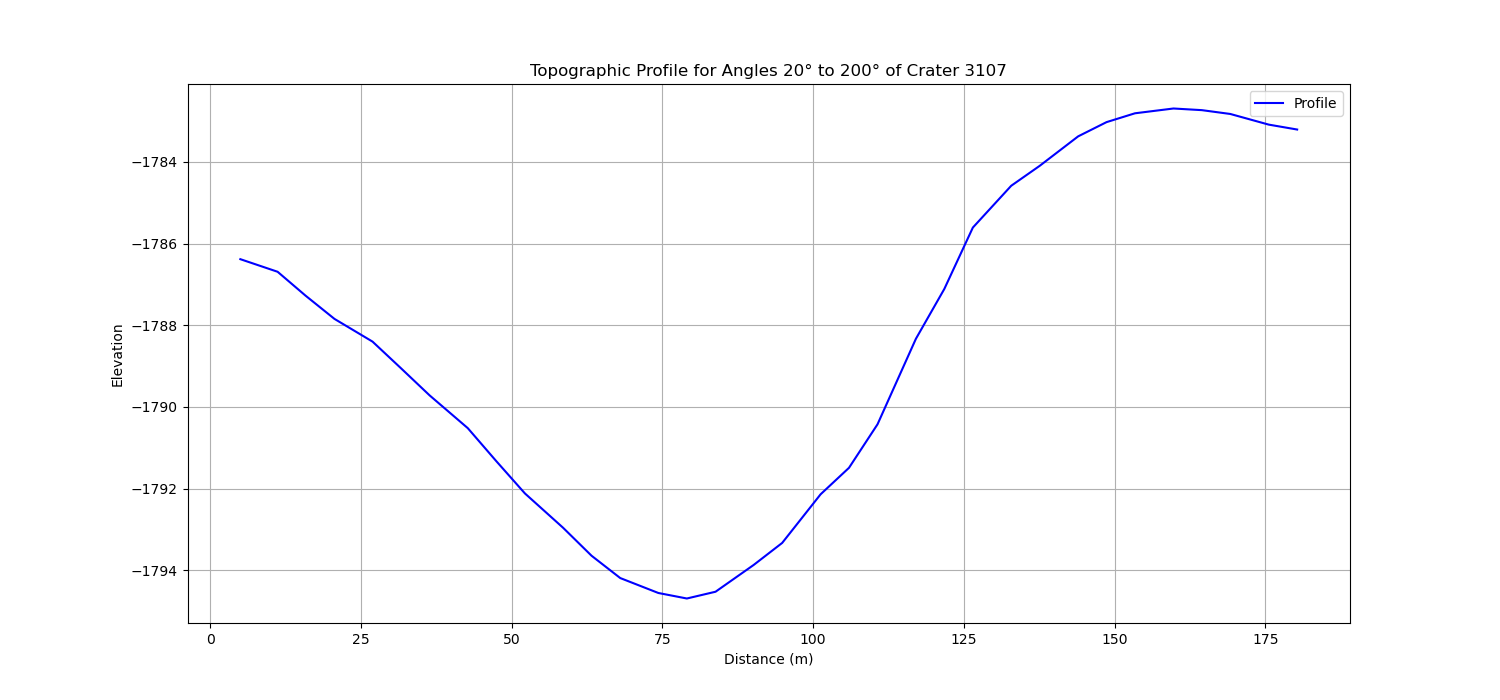 Topographic Profile for Angles 20° to 200° of Crater 3107
Profile
−1784
−1786
−1788
−1790
−1792
−1794
Elevation
0 25 50 75 100 125 150 175
Distance (m)